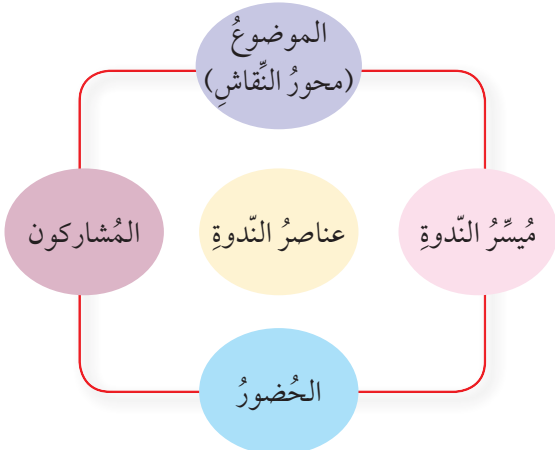 الموضوعُ
(محورُ النِّقاشِ)
مُيسِّرُ النّدوةِ
عناصرُ النّدوةِ
المُشاركون
الحُضورُ